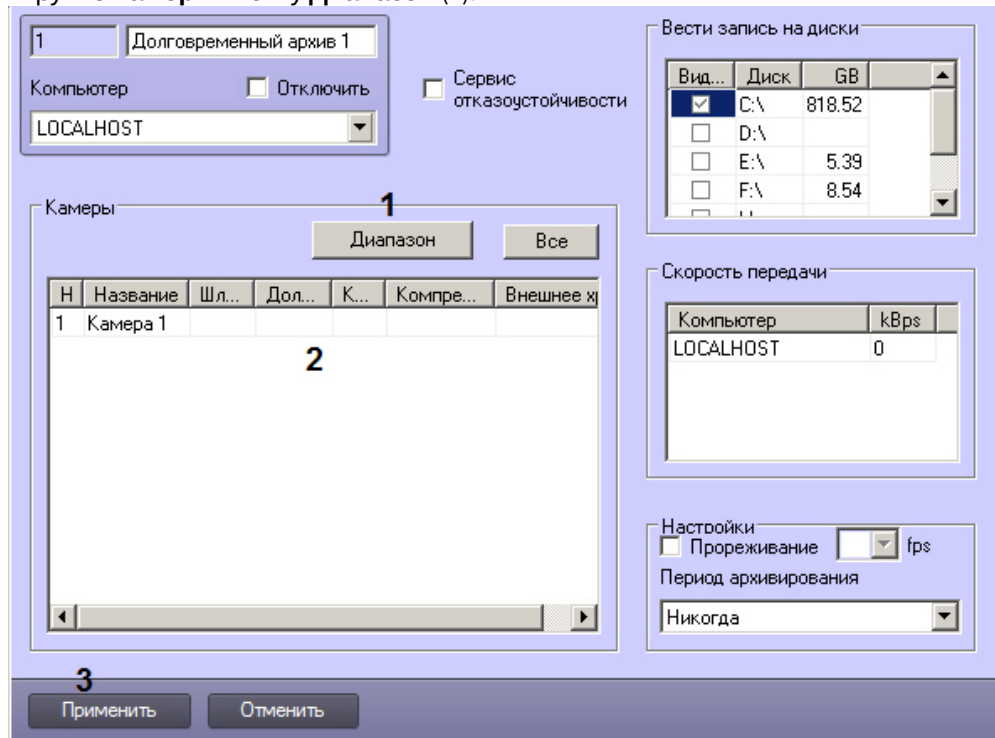 1 Долговременный архив 1
Компьютер Отключить
LOCALHOST
Сервис
отказоустойчивости
Вести запись на диски
Вид... Диск GB
C:\ 818.52
D:\
E:\ 5.39
F:\ 8.54
Камеры 1
Диапазон Все
Н Название Шл... Дол... К... Компре... Внешнее х
1 Камера 1
2
Скорость передачи
Компьютер kBps
LOCALHOST 0
Настройки
Прореживание fps
Период архивирования
Никогда
3
Применить Отменить